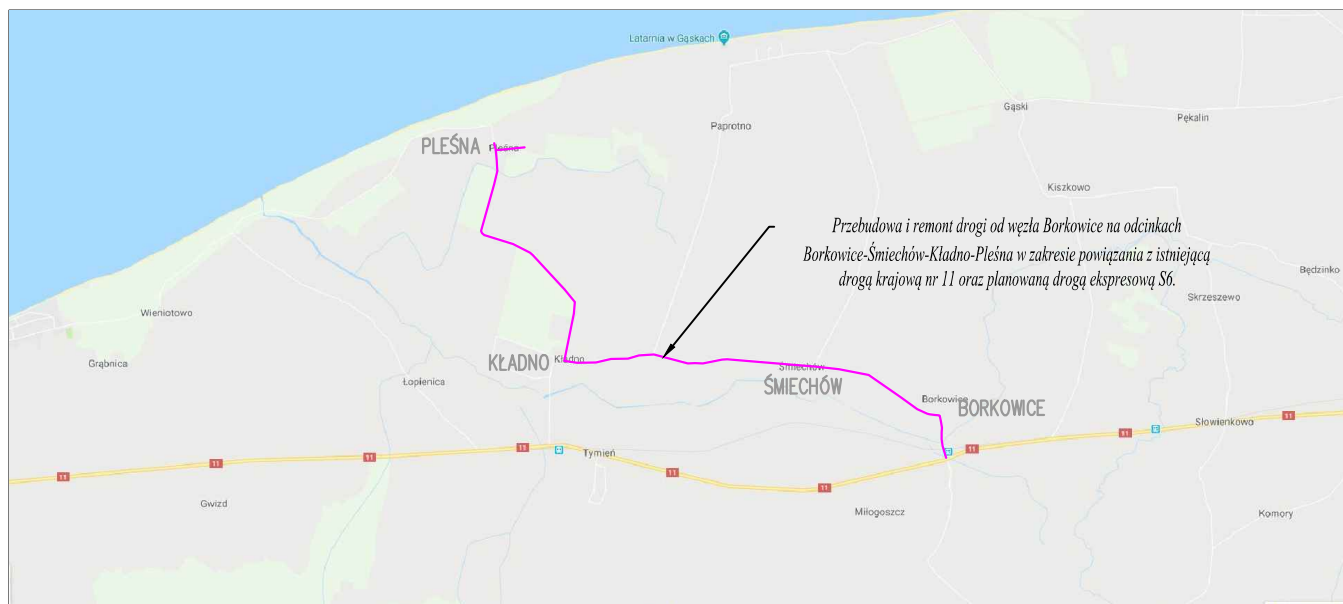 Latarnia w Gąskach
Gąski
Pękalin
Paprotno
PLEŚNA
Pleśna
Kiszkowo
Przebudowa i remont drogi od węzła Borkowice na odcinkach
Borkowice-Śmiechów-Kładno-Pleśna w zakresie powiązania z istniejącą
drogą krajową nr 11 oraz planowaną drogą ekspresową S6.
Będzinko
Skrzeszewo
Wieniotowo
Grąbnica
KŁADNO
Kładno
Śmiechów
ŚMIECHÓW
Łopienica
Borkowice
BORKOWICE
Słowienkowo
11
11
11
11
11
11
11
11
11
Tymień
Gwizd
Miłogoszcz
Komory